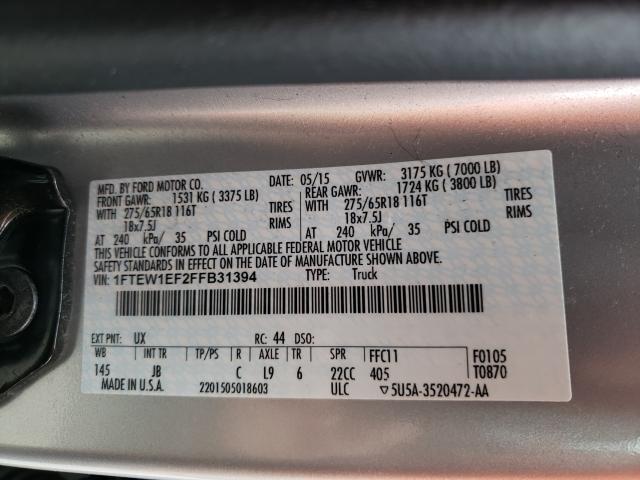 MFD. BY FORD MOTOR CO. DATE: 05/15 GVWR: 3175 KG ( 7000 LB)
FRONT GAWR: 1531 KG ( 3375 LB) REAR GAWR: 1724 KG ( 3800 LB)
WITH 275/65R18 116T TIRES WITH 275/65R18 116T TIRES
18x7.5J RIMS 18x7.5J RIMS
AT 240 kPa/ 35 PSI COLD AT 240 kPa/ 35 PSI COLD
THIS VEHICLE CONFORMS TO ALL APPLICABLE FEDERAL MOTOR VEHICLE
SAFETY STANDARDS IN EFFECT ON THE DATE OF MANUFACTURE SHOWN ABOVE.
VIN: 1FTEW1EF2FFB31394 TYPE: Truck
EXT PNT: UX RC: 44 DSO:
WB INT TR TP/PS R AXLE TR SPR FFC11 F0105
145 JB C L9 6 22CC 405 T0870
MADE IN U.S.A. 2201505018603 ULC ▽5U5A-3520472-AA